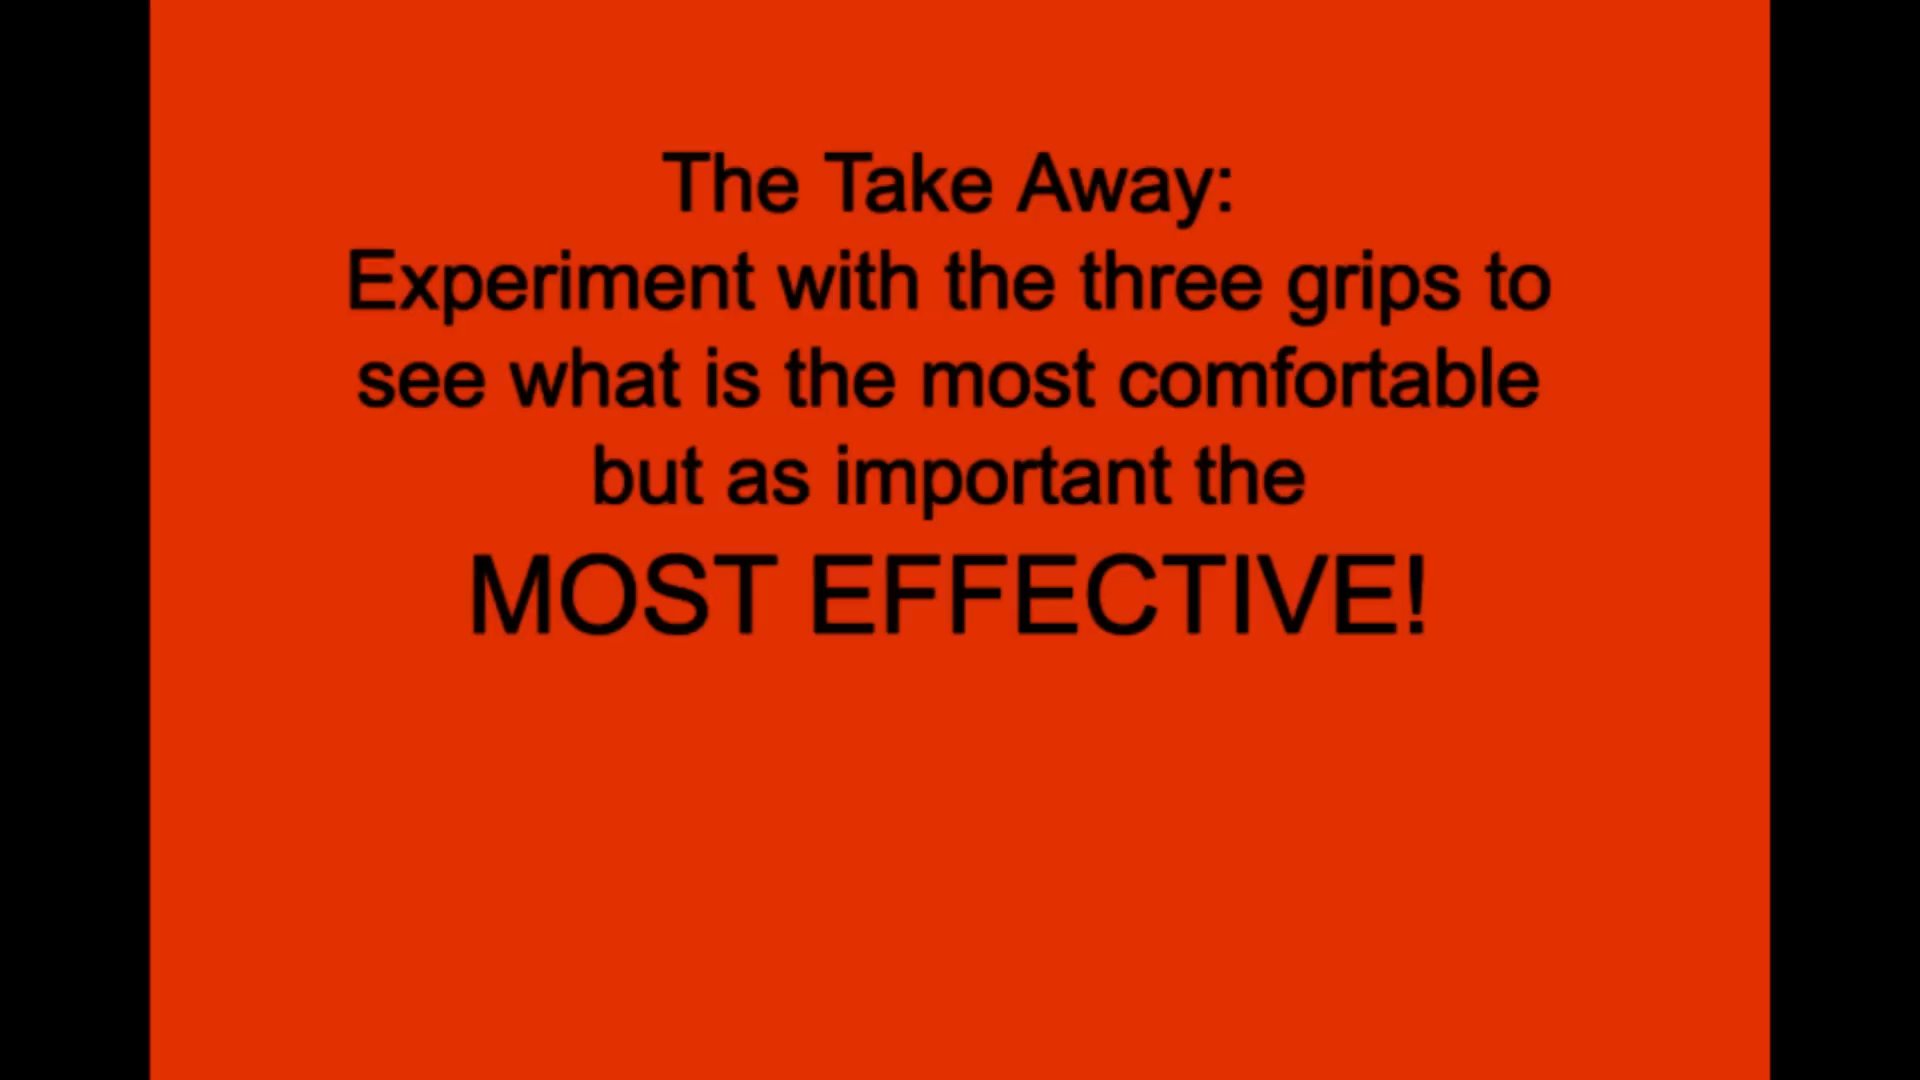 The Take Away:
Experiment with the three grips to
see what is the most comfortable
but as important the
MOST EFFECTIVE!